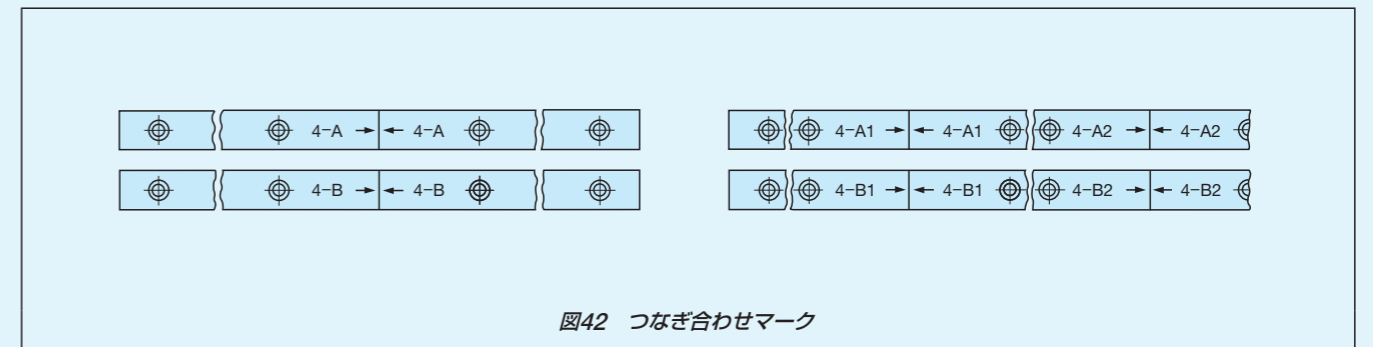 4-A → ← 4-A
4-B → ← 4-B
4-A1 → ← 4-A1 4-A2 → ← 4-A2
4-B1 → ← 4-B1 4-B2 → ← 4-B2
図42 つなぎ合わせマーク